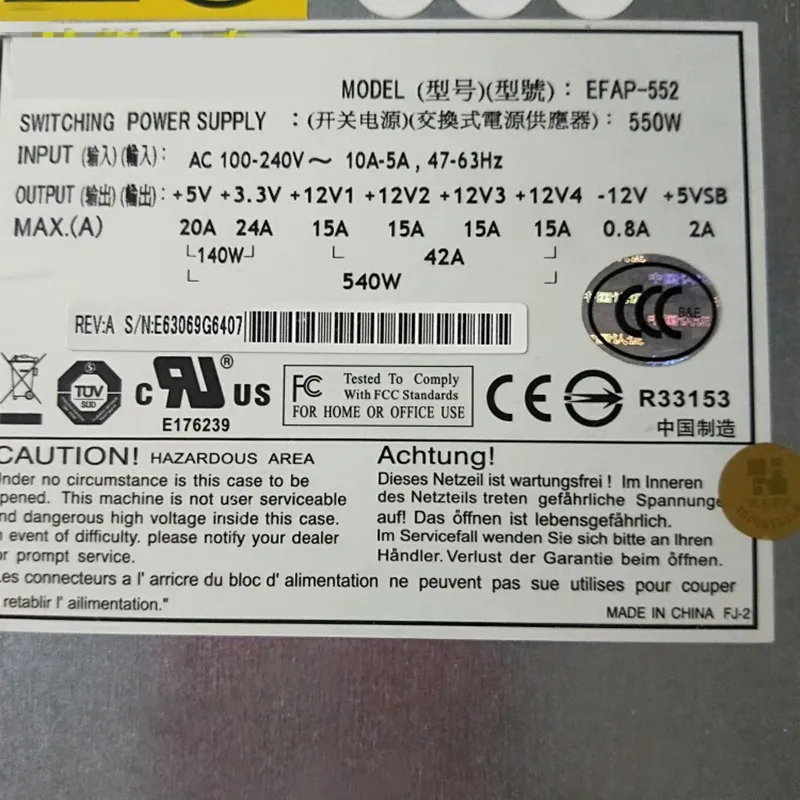 MODEL (型号)(型號): EFAP-552
SWITCHING POWER SUPPLY :(开关电源)(交換式電源供應器): 550W
INPUT (输入)(輸入): AC 100-240V～ 10A-5A, 47-63Hz
OUTPUT (输出)(輸出): +5V +3.3V +12V1 +12V2 +12V3 +12V4 -12V +5VSB
MAX.(A) 20A 24A 15A 15A 15A 15A 0.8A 2A
140W 42A
540W
CCC S&E
REV:A S/N:E63069G6407
TÜV SÜD
c RU US ®
E176239
FC Tested To Comply
With FCC Standards
FOR HOME OR OFFICE USE
CE
R33153
中国制造
CAUTION! HAZARDOUS AREA
Under no circumstance is this case to be
opened. This machine is not user serviceable
and dangerous high voltage inside this case.
event of difficulty. please notify your dealer
or prompt service.
Achtung!
Dieses Netzeil ist wartungsfrei! Im Inneren
des Netzteils treten gefährliche Spannunge
auf! Das öffnen ist lebensgefährlich.
Im Servicefall wenden Sie sich bitte an Ihren
Händler. Verlust der Garantie beim öffnen.
Les connecteurs a l' arricre du bloc d' alimentation ne peuvent pas sue utilises pour couper
retablir l' ailimentation."
MADE IN CHINA FJ-2